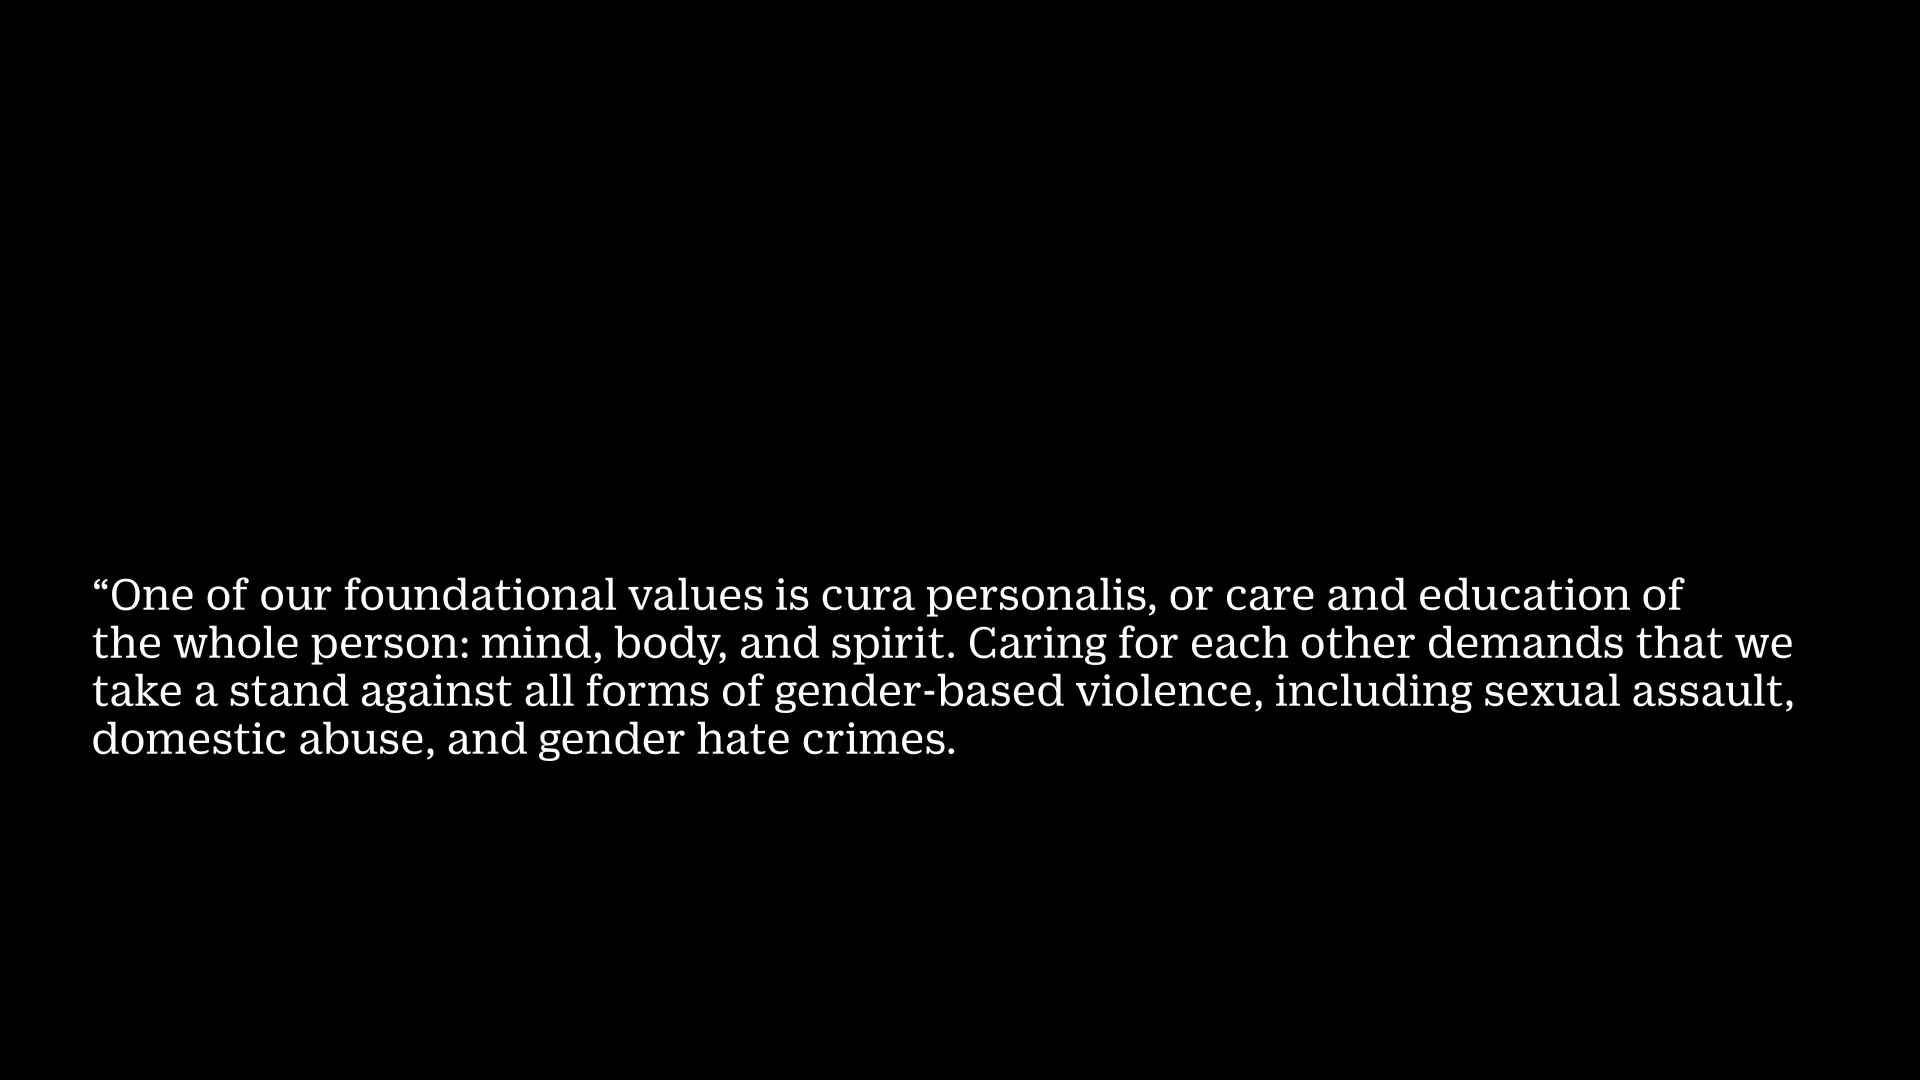 “One of our foundational values is cura personalis, or care and education of
the whole person: mind, body, and spirit. Caring for each other demands that we
take a stand against all forms of gender-based violence, including sexual assault,
domestic abuse, and gender hate crimes.